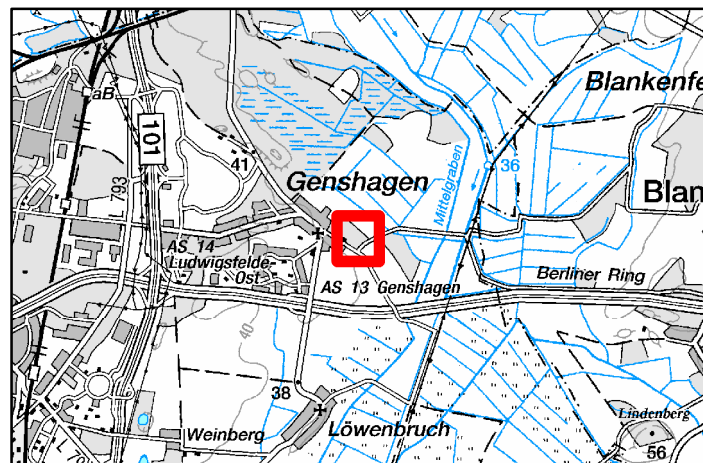 aB
Blankenfe
101
41
36
Genshagen
Mittelgraben
L 793
Blan
AS 14
Ludwigsfelde-
Ost
Berliner Ring
AS 13 Genshagen
40
38
Lindenberg
Weinberg
Löwenbruch
L 70
56